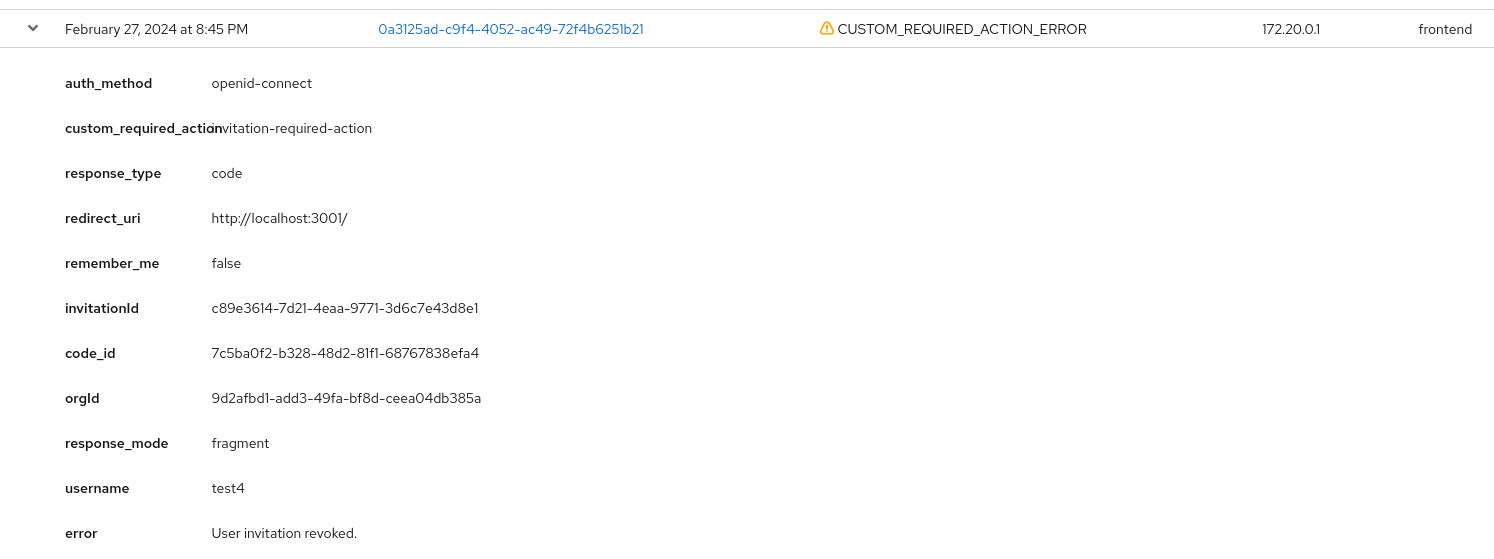 February 27, 2024 at 8:45 PM 0a3125ad-c9f4-4052-ac49-72f4b6251b21 CUSTOM_REQUIRED_ACTION_ERROR 172.20.0.1 frontend
auth_method openid-connect
custom_required_action invitation-required-action
response_type code
redirect_uri http://localhost:3001/
remember_me false
invitationId c89e3614-7d21-4eaa-9771-3d6c7e43d8e1
code_id 7c5ba0f2-b328-48d2-81f1-68767838efa4
orgId 9d2afbd1-add3-49fa-bf8d-ceea04db385a
response_mode fragment
username test4
error User invitation revoked.